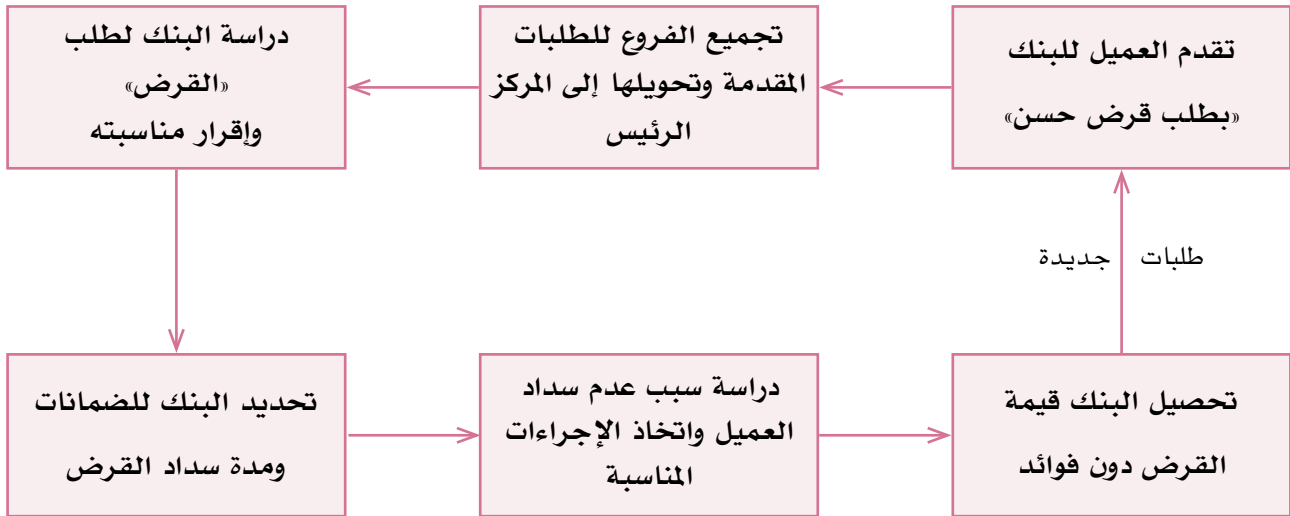 تقدم العميل للبنك
«بطلب قرض حسن»
تجميع الفروع للطلبات
المقدمة وتحويلها إلى المركز
الرئيس
دراسة البنك لطلب
«القرض»
وإقرار مناسبته
تحديد البنك للضمانات
ومدة سداد القرض
دراسة سبب عدم سداد
العميل واتخاذ الإجراءات
المناسبة
تحصيل البنك قيمة
القرض دون فوائد
طلبات جديدة